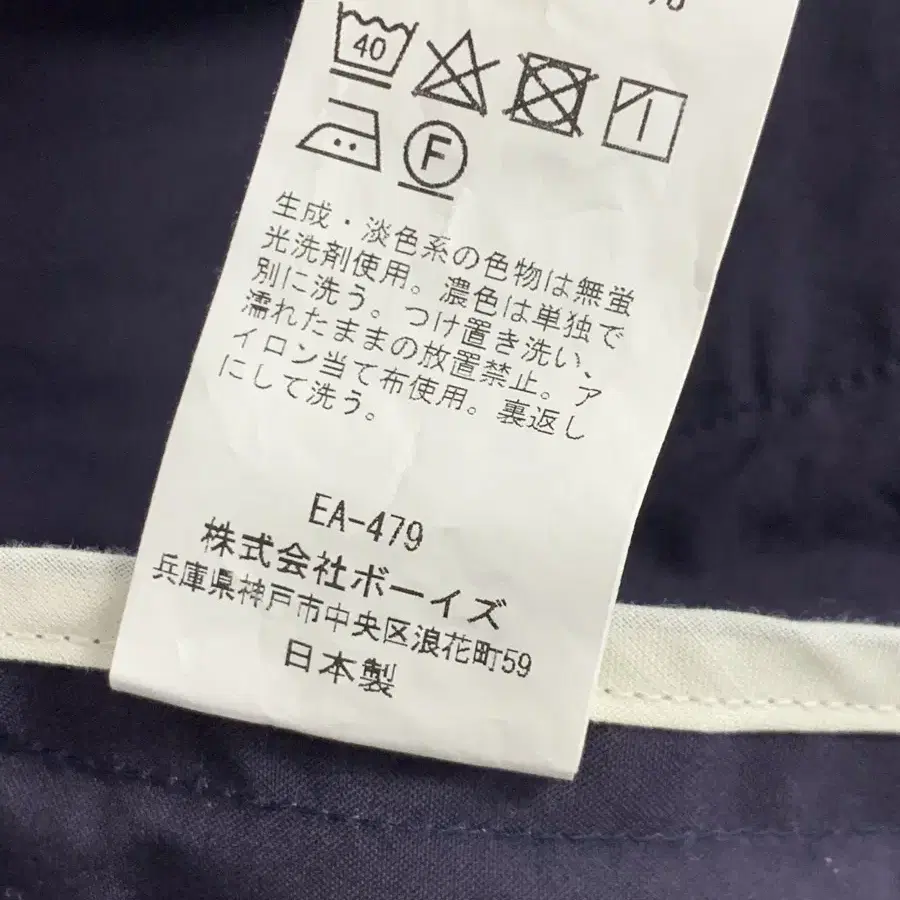 40
F
生成・淡色系の色物は無蛍
光洗剤使用。濃色は単独で
別に洗う。つけ置き洗い、
濡れたままの放置禁止。ア
イロン当て布使用。裏返し
にして洗う。
EA-479
株式会社ボーイズ
兵庫県神戸市中央区浪花町59
日本製